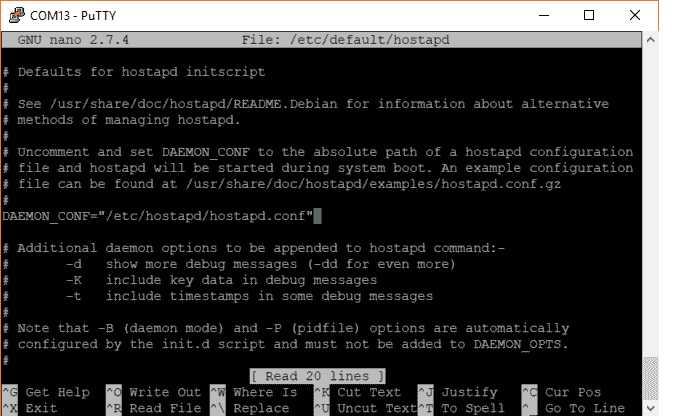 COM13 - PuTTY
GNU nano 2.7.4 File: /etc/default/hostapd
# Defaults for hostapd initscript
#
# See /usr/share/doc/hostapd/README.Debian for information about alternative
# methods of managing hostapd.
#
# Uncomment and set DAEMON_CONF to the absolute path of a hostapd configuration
# file and hostapd will be started during system boot. An example configuration
# file can be found at /usr/share/doc/hostapd/examples/hostapd.conf.gz
#
DAEMON_CONF="/etc/hostapd/hostapd.conf"
# Additional daemon options to be appended to hostapd command:-
# -d show more debug messages (-dd for even more)
# -K include key data in debug messages
# -t include timestamps in some debug messages
#
# Note that -B (daemon mode) and -P (pidfile) options are automatically
# configured by the init.d script and must not be added to DAEMON_OPTS.
#
[ Read 20 lines ]
^G Get Help ^O Write Out ^W Where Is ^K Cut Text ^J Justify ^C Cur Pos
^X Exit ^R Read File ^\ Replace ^U Uncut Text ^T To Spell ^_ Go To Line